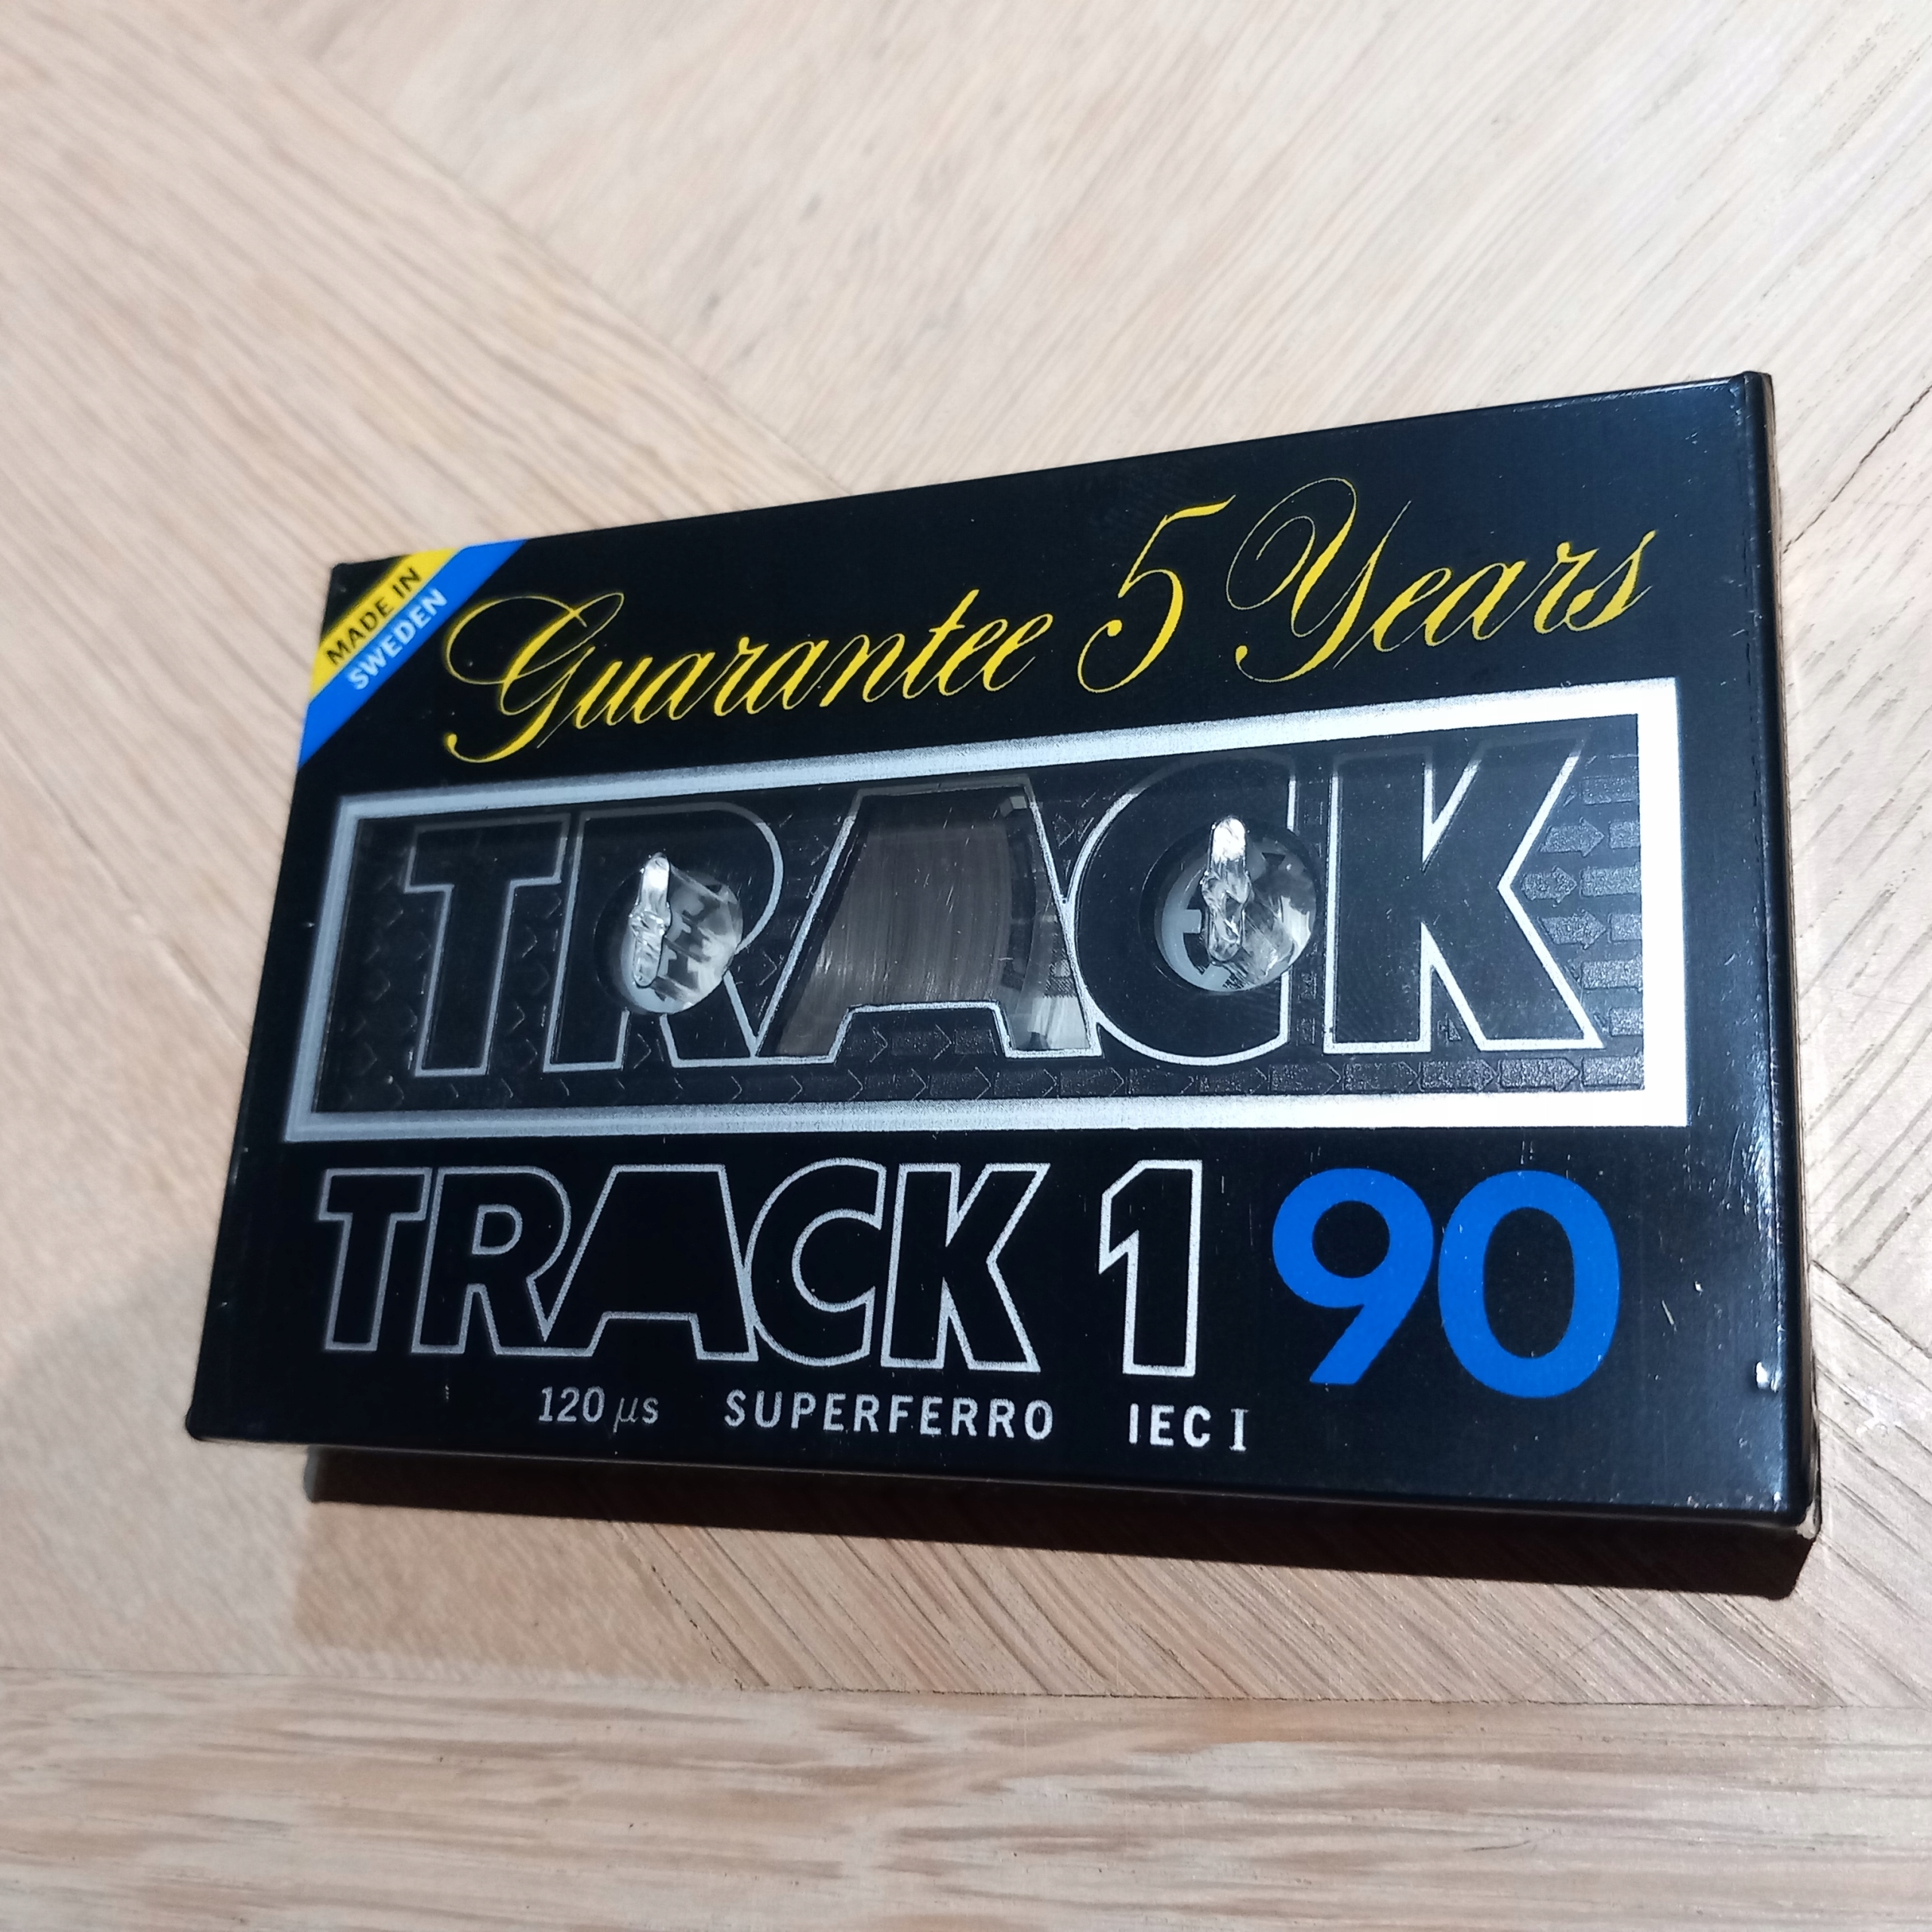 MADE IN
SWEDEN
Guarantee 5 Years
TRACK
TRACK 1 90
120 μs SUPERFERRO IEC I